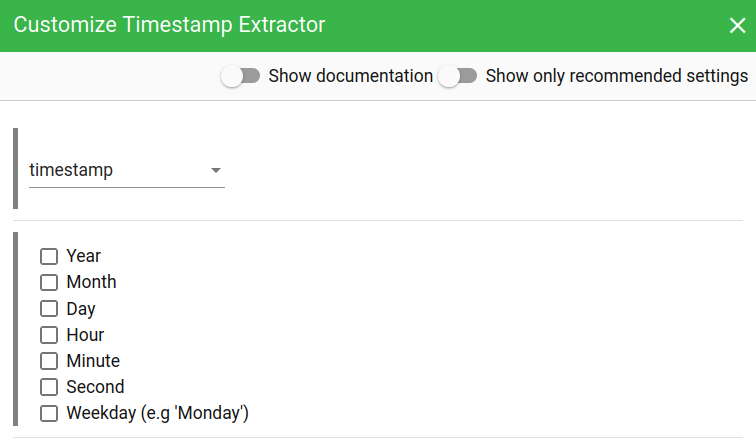 Customize Timestamp Extractor
Show documentation Show only recommended settings
timestamp
Year
Month
Day
Hour
Minute
Second
Weekday (e.g 'Monday')